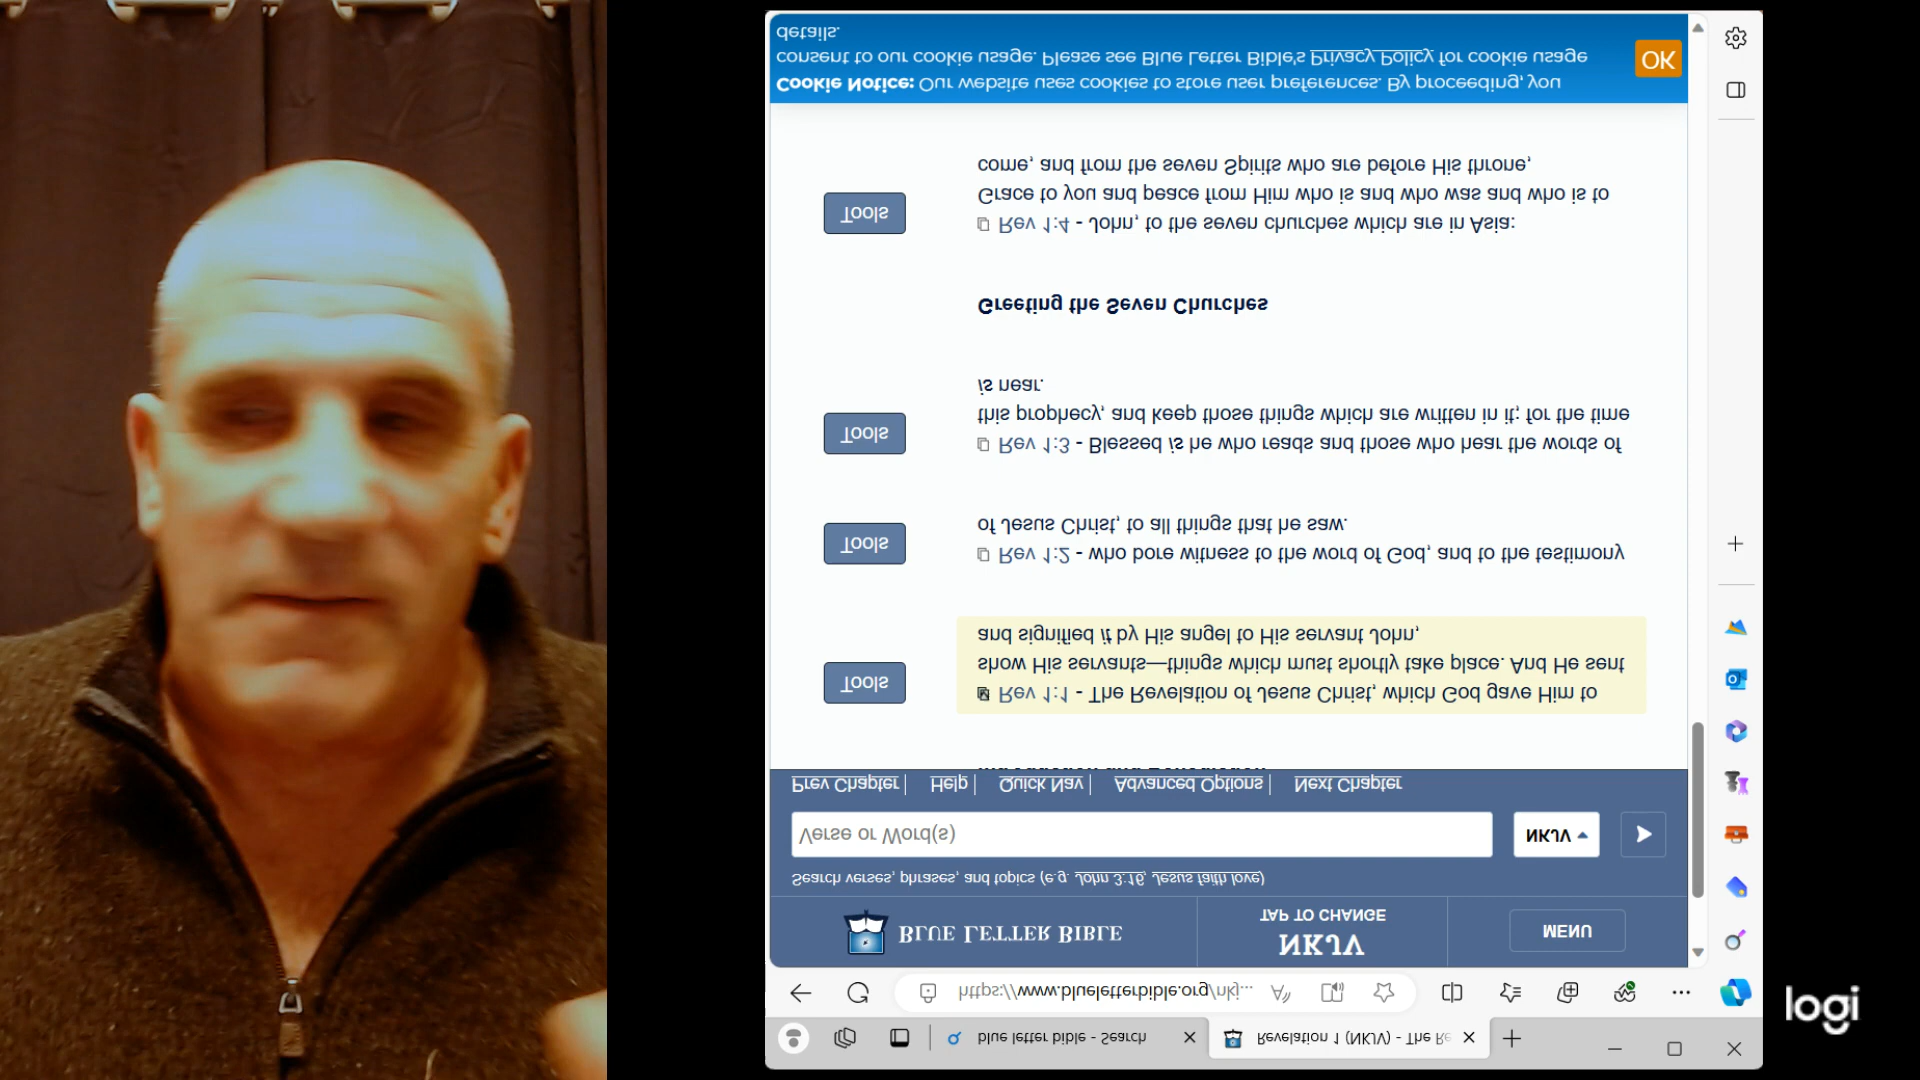 blue letter bible - Search
Revelation 1 (NKJV) - The Re
https://www.blueletterbible.org/nkj...
BLUE LETTER BIBLE
NKJV
TAP TO CHANGE
MENU
Search verses, phrases, and topics (e.g. John 3:16, Jesus faith love)
Verse or Word(s)
NKJV
Prev Chapter | Help | Quick Nav | Advanced Options | Next Chapter
Tools
Rev 1:1 - The Revelation of Jesus Christ, which God gave Him to
show His servants—things which must shortly take place. And He sent
and signified it by His angel to His servant John,
Tools
Rev 1:2 - who bore witness to the word of God, and to the testimony
of Jesus Christ, to all things that he saw.
Tools
Rev 1:3 - Blessed is he who reads and those who hear the words of
this prophecy, and keep those things which are written in it; for the time
is near.
Greeting the Seven Churches
Tools
Rev 1:4 - John, to the seven churches which are in Asia:
Grace to you and peace from Him who is and who was and who is to
come, and from the seven Spirits who are before His throne,
Cookie Notice: Our website uses cookies to store user preferences. By proceeding, you
consent to our cookie usage. Please see Blue Letter Bible's Privacy Policy for cookie usage
details.
OK
logi